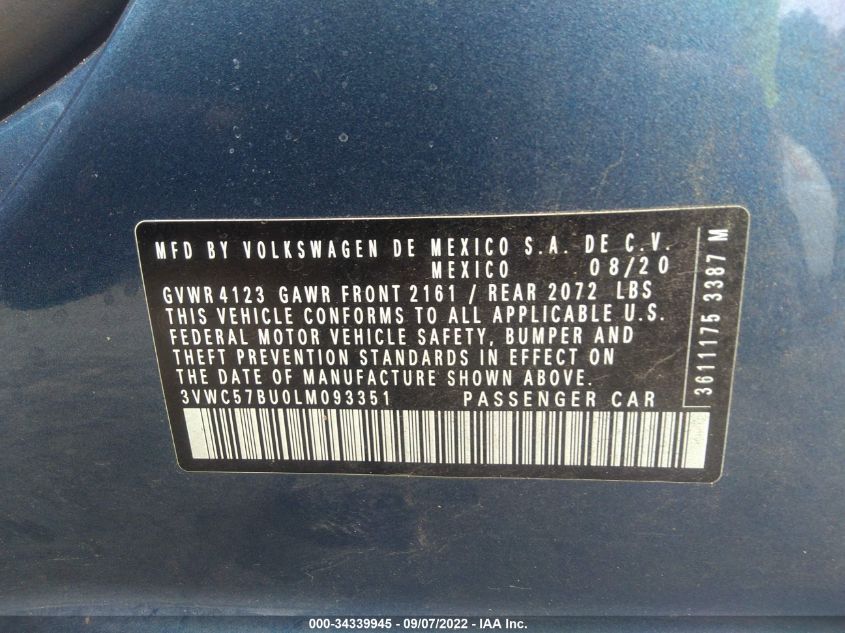 MFD BY VOLKSWAGEN DE MEXICO S.A. DE C.V.
MEXICO 08/20
GVWR 4123 GAWR FRONT 2161 / REAR 2072 LBS
THIS VEHICLE CONFORMS TO ALL APPLICABLE U.S.
FEDERAL MOTOR VEHICLE SAFETY, BUMPER AND
THEFT PREVENTION STANDARDS IN EFFECT ON
THE DATE OF MANUFACTURE SHOWN ABOVE.
3VWC57BU0LM093351 PASSENGER CAR
3611175 3387 M
000-34339945 - 09/07/2022 - © IAA Inc.